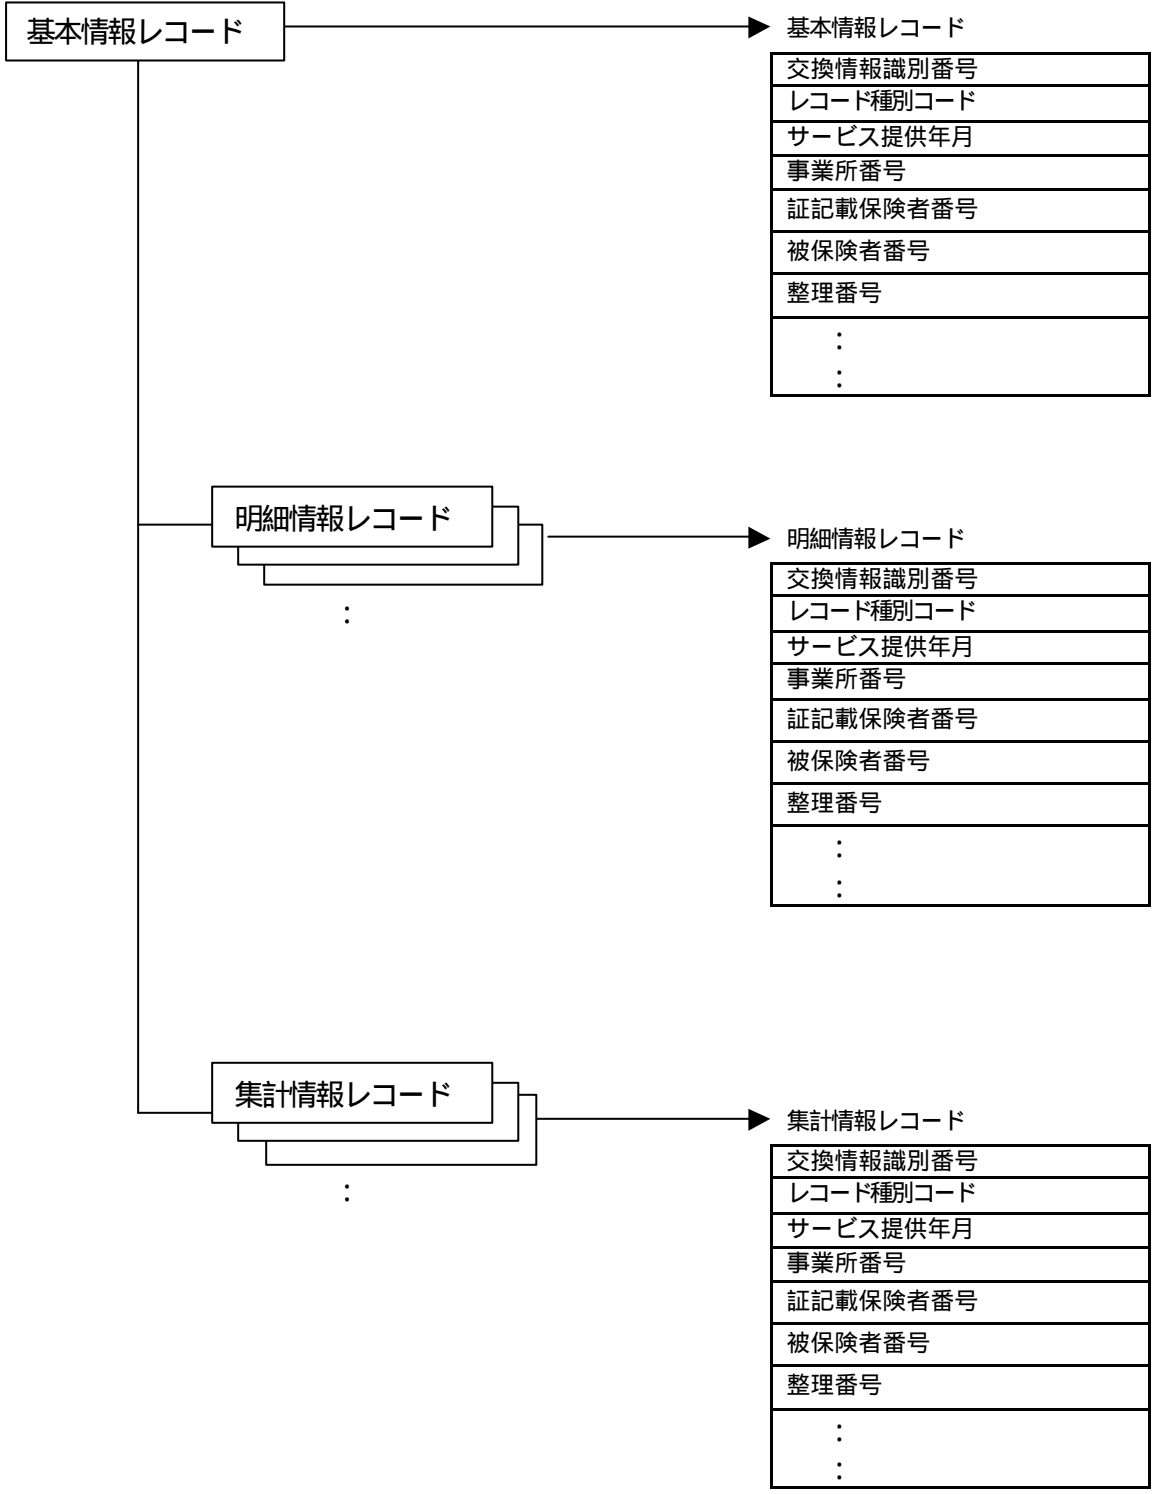 基本情報レコード
基本情報レコード
交換情報識別番号
レコード種別コード
サービス提供年月
事業所番号
証記載保険者番号
被保険者番号
整理番号
：
：
明細情報レコード
：
明細情報レコード
交換情報識別番号
レコード種別コード
サービス提供年月
事業所番号
証記載保険者番号
被保険者番号
整理番号
：
：
集計情報レコード
：
集計情報レコード
交換情報識別番号
レコード種別コード
サービス提供年月
事業所番号
証記載保険者番号
被保険者番号
整理番号
：
：